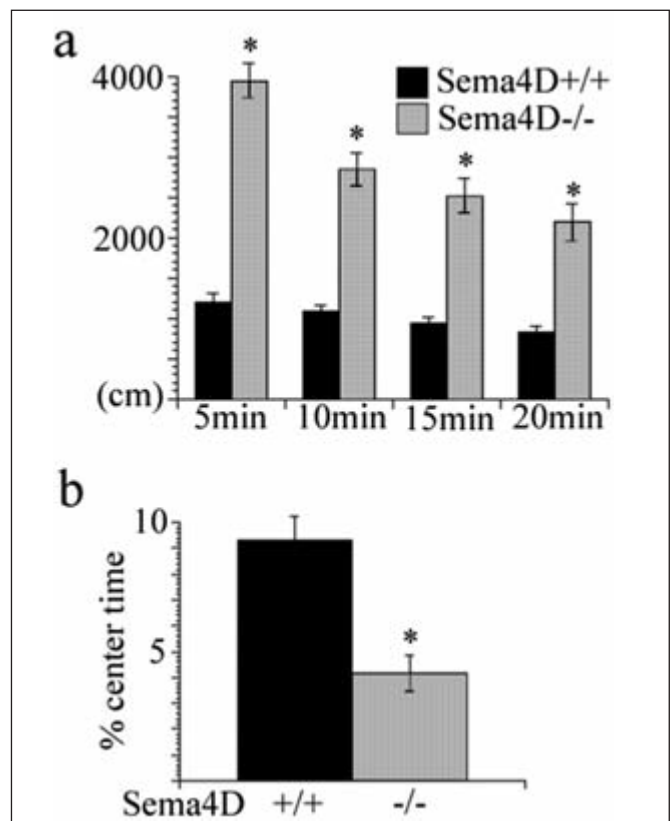 a
4000
2000
(cm)
*
*
*
*
Sema4D+/+
Sema4D-/-
5min 10min 15min 20min
b
10
5
% center time
*
Sema4D +/+ -/-